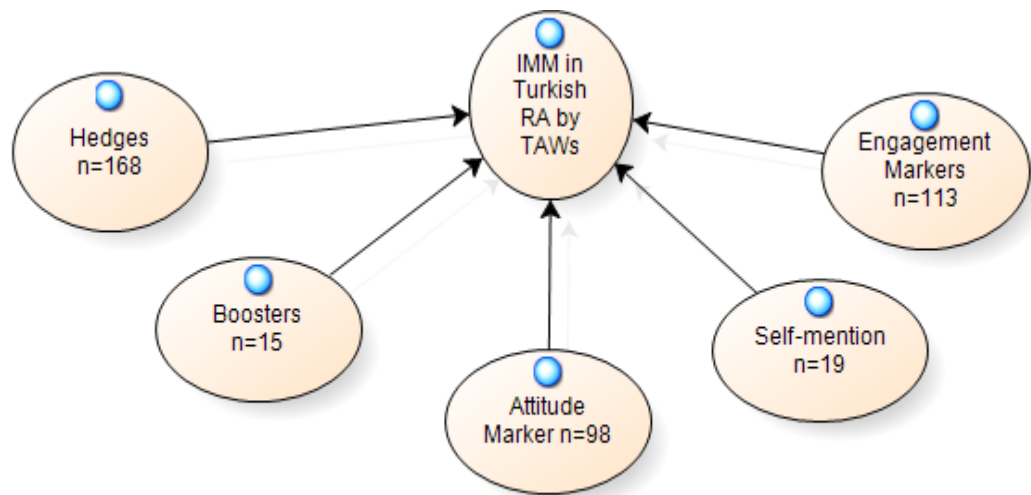 IMM in
Turkish
RA by
TAWs
Hedges
n=168
Engagement
Markers
n=113
Boosters
n=15
Self-mention
n=19
Attitude
Marker n=98